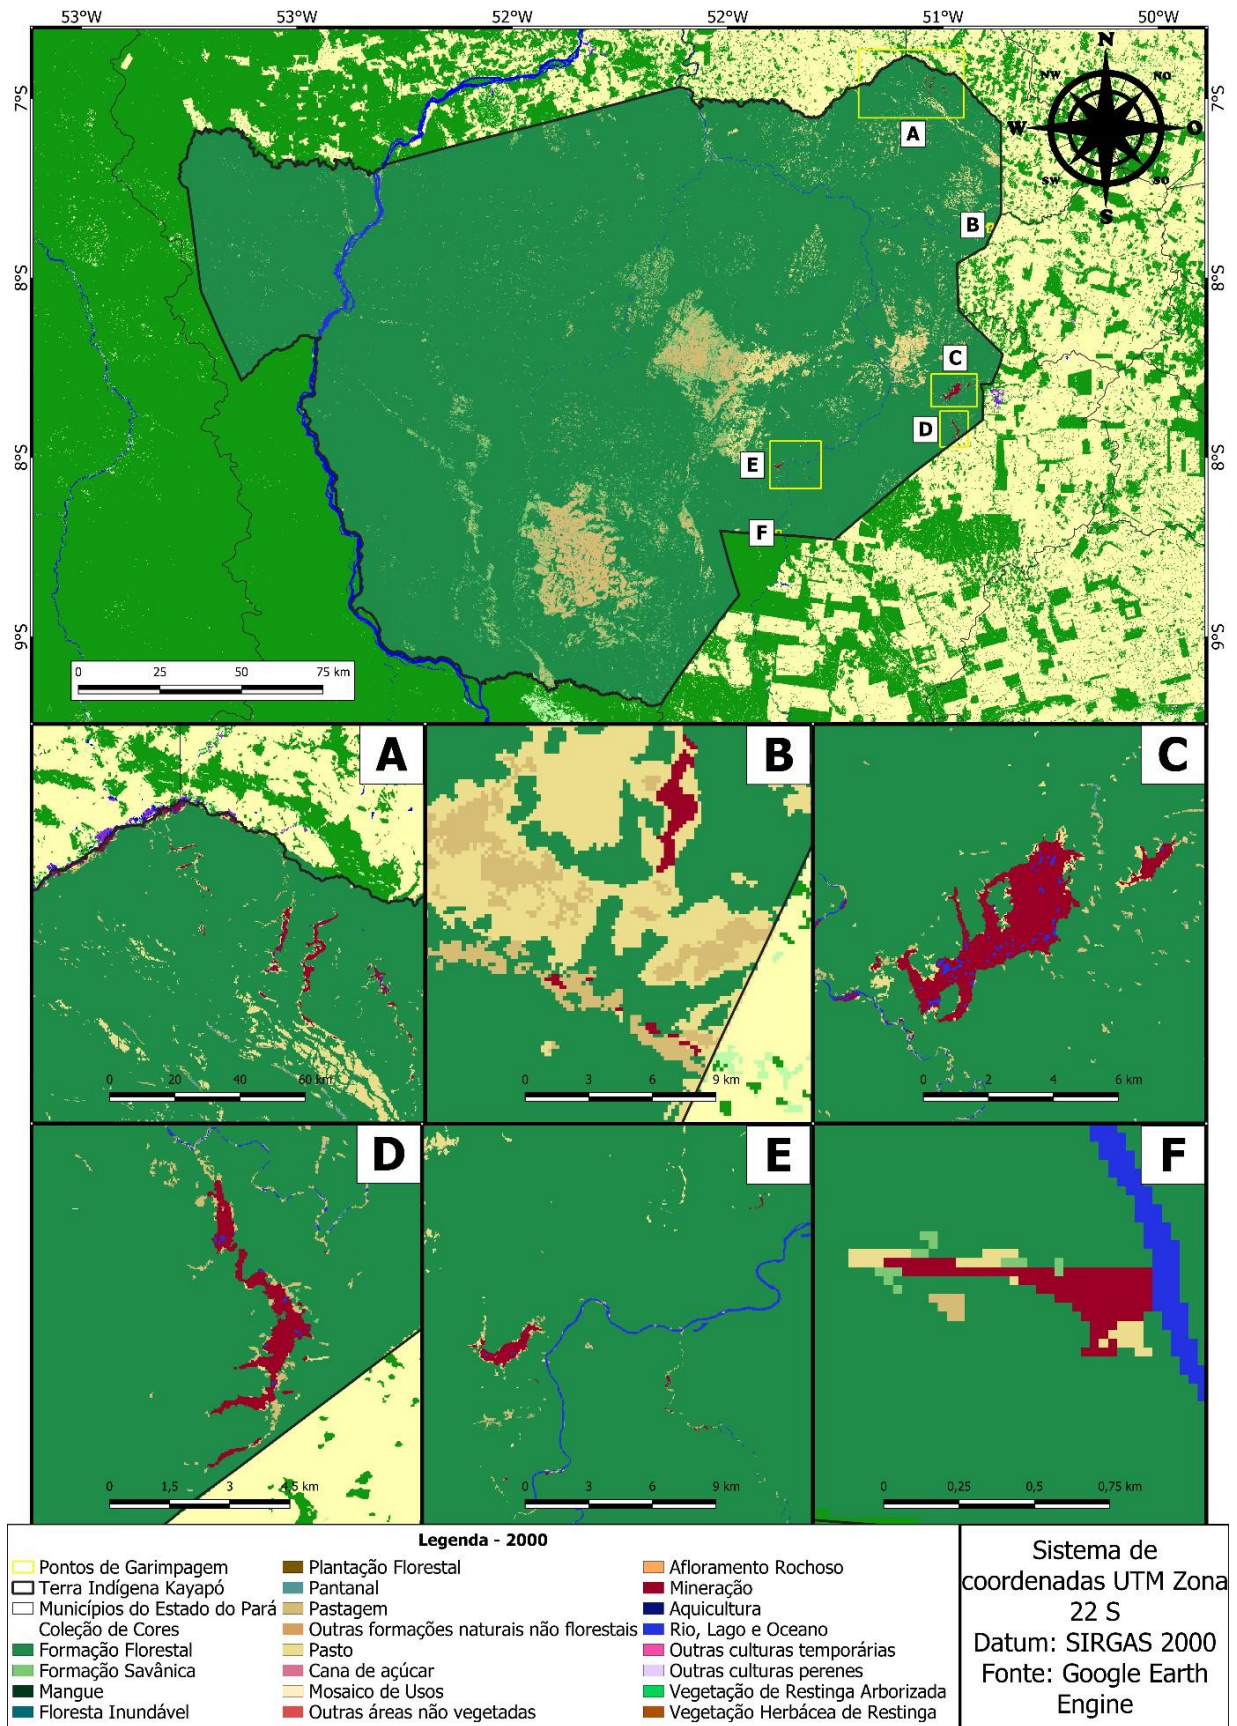 53°W 53°W 52°W 52°W 51°W 50°W
N
NW NO
7°S 7°S
W O
A
SW SO
S
B
8°S 8°S
C
D
8°S 8°S
E
F
9°S 9°S
0 25 50 75 km
A B C
0 20 40 60 km
0 3 6 9 km
0 2 4 6 km
D E F
0 1,5 3 4,5 km
0 3 6 9 km
0 0,25 0,5 0,75 km
Legenda - 2000
Pontos de Garimpagem
Terra Indígena Kayapó
Municípios do Estado do Pará
Coleção de Cores
Formação Florestal
Formação Savânica
Mangue
Floresta Inundável
Plantação Florestal
Pantanal
Pastagem
Outras formações naturais não florestais
Pasto
Cana de açúcar
Mosaico de Usos
Outras áreas não vegetadas
Afloramento Rochoso
Mineração
Aquicultura
Rio, Lago e Oceano
Outras culturas temporárias
Outras culturas perenes
Vegetação de Restinga Arborizada
Vegetação Herbácea de Restinga
Sistema de
coordenadas UTM Zona
22 S
Datum: SIRGAS 2000
Fonte: Google Earth
Engine